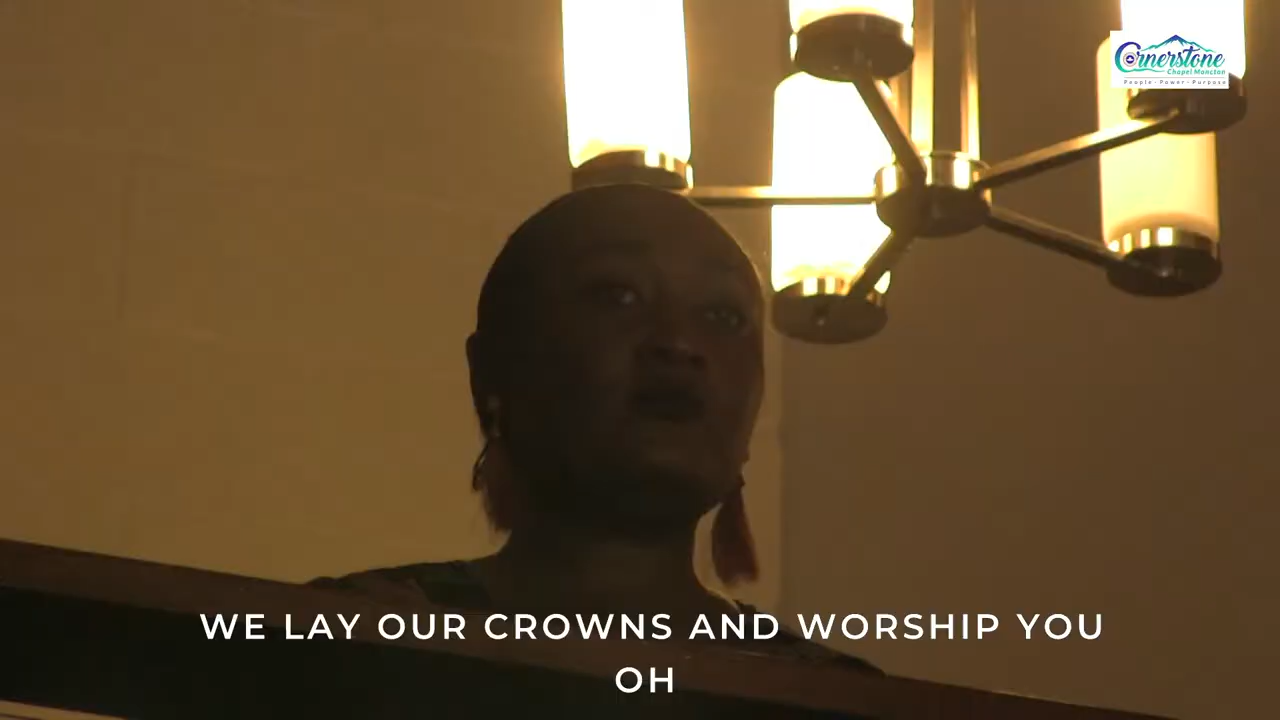 Cornerstone
Chapel Moncton
People - Power - Purpose
WE LAY OUR CROWNS AND WORSHIP YOU
OH